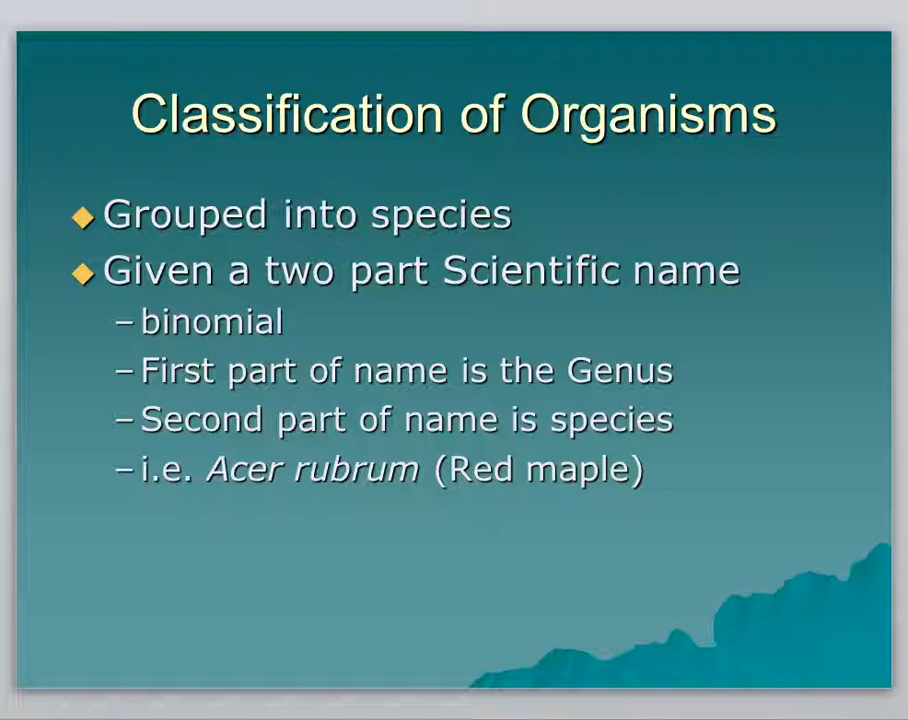 Classification of Organisms
Grouped into species
Given a two part Scientific name
– binomial
– First part of name is the Genus
– Second part of name is species
– i.e. Acer rubrum (Red maple)